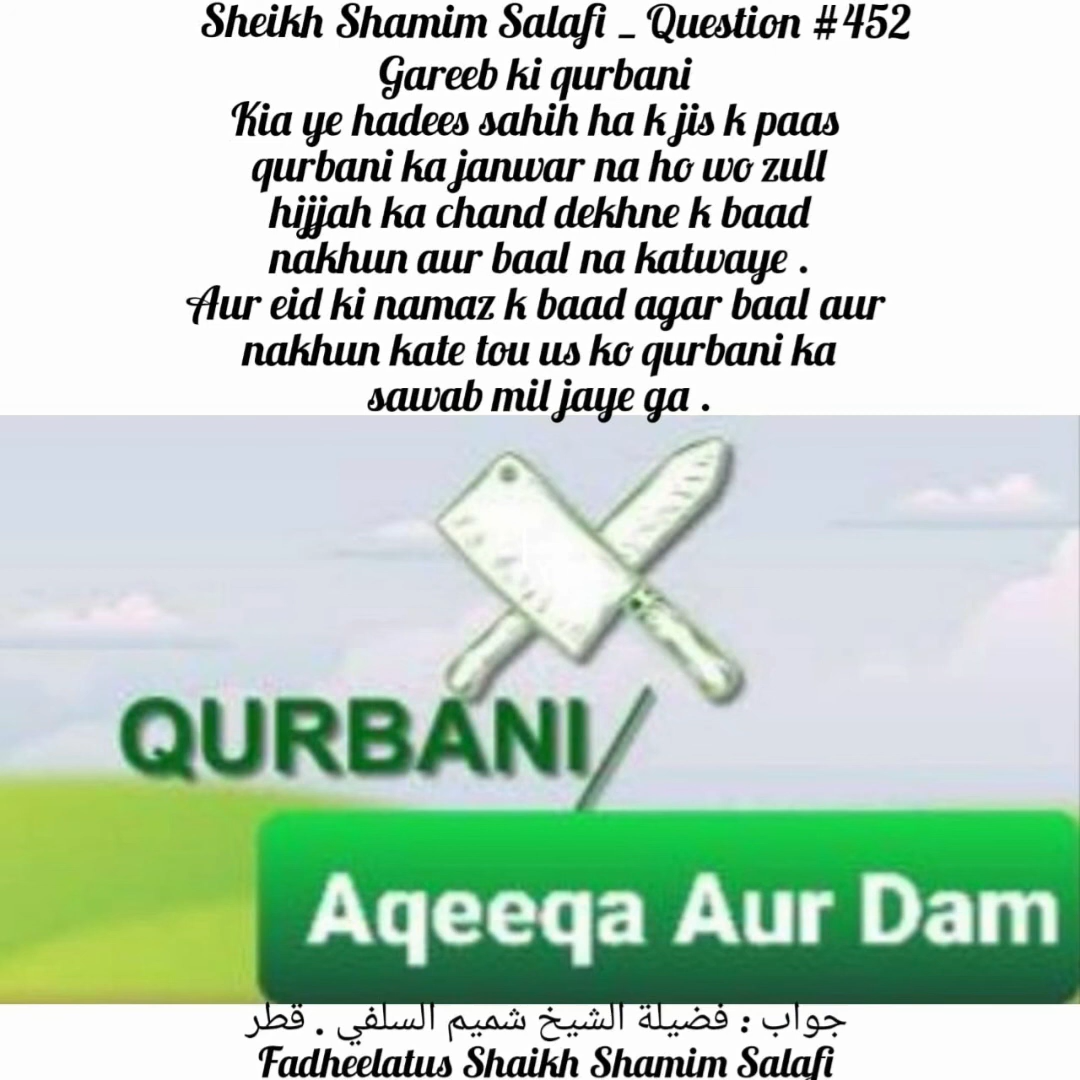 Sheikh Shamim Salafi _ Question #452
Gareeb ki qurbani
Kia ye hadees sahih ha k jis k paas
qurbani ka janwar na ho wo zull
hijjah ka chand dekhne k baad
nakhun aur baal na katwaye .
Aur eid ki namaz k baad agar baal aur
nakhun kate tou us ko qurbani ka
sawab mil jaye ga .
QURBANI/
Aqeeqa Aur Dam
جواب : فضيلة الشيخ شميم السلفي . قطر
Fadheelatus Shaikh Shamim Salafi